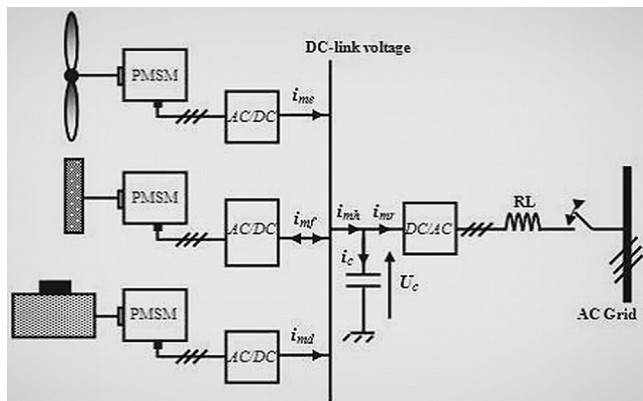 DC-link voltage
PMSM
AC/DC
ime
PMSM
AC/DC
imf
imh
imr
DC/AC
RL
ic
Uc
AC Grid
PMSM
AC/DC
imd